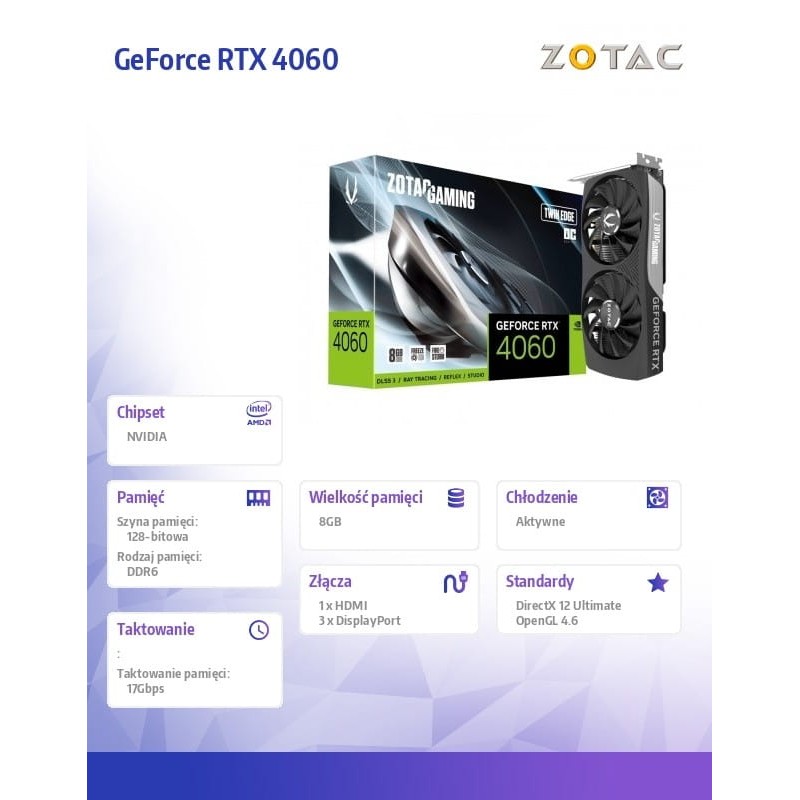 GeForce RTX 4060
ZOTAC
ZOTAC GAMING
TWIN EDGE
OC
GEFORCE RTX
4060
8GB
GEFORCE RTX
4060
DLSS 3 / RAY TRACING / REFLEX / STUDIO
ZOTAC GAMING
ZOTAC
GEFORCE RTX
Chipset
intel
AMD
NVIDIA
Pamięć
Szyna pamięci:
128-bitowa
Rodzaj pamięci:
DDR6
Wielkość pamięci
8GB
Chłodzenie
Aktywne
Złącza
1 x HDMI
3 x DisplayPort
Standardy
DirectX 12 Ultimate
OpenGL 4.6
Taktowanie
:
Taktowanie pamięci:
17Gbps